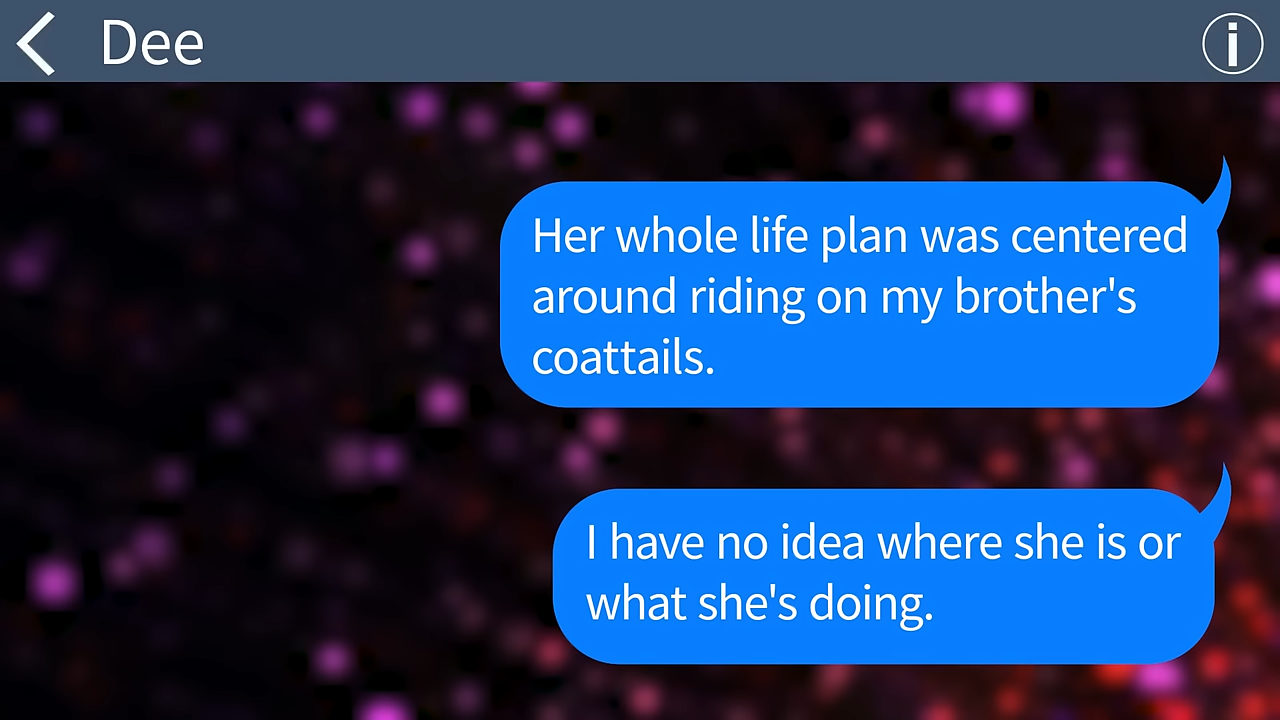 Dee
Her whole life plan was centered
around riding on my brother's
coattails.
I have no idea where she is or
what she's doing.